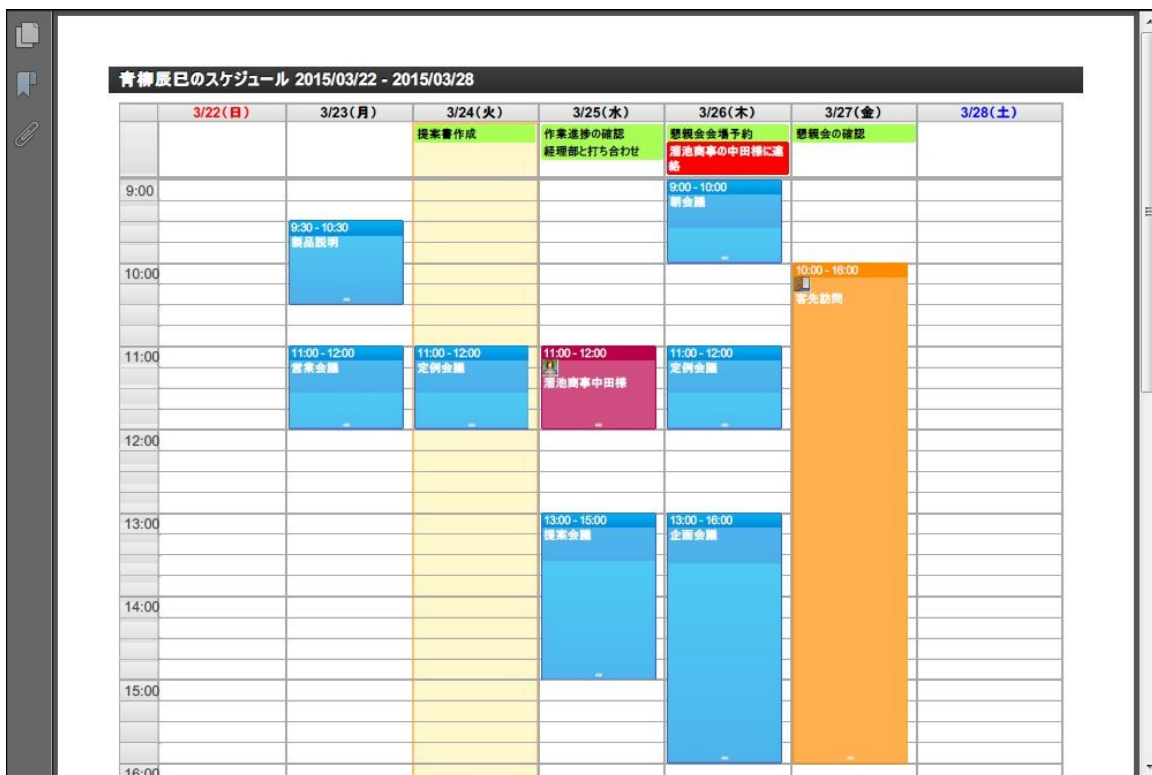 青柳辰巳のスケジュール 2015/03/22 - 2015/03/28
3/22(日) 3/23(月) 3/24(火) 3/25(水) 3/26(木) 3/27(金) 3/28(土)
提案書作成 作業進捗の確認 懇親会会場予約 懇親会の確認
経理部と打ち合わせ 溜池商事の中田様に連
絡
9:00 9:00 - 10:00
朝会議
9:30 - 10:30
製品説明
10:00 10:00 - 16:00
客先訪問
11:00 11:00 - 12:00 11:00 - 12:00 11:00 - 12:00 11:00 - 12:00
営業会議 定例会議 定例会議
溜池商事中田様
12:00
13:00 13:00 - 15:00 13:00 - 16:00
提案会議 企画会議
14:00
15:00
16:00